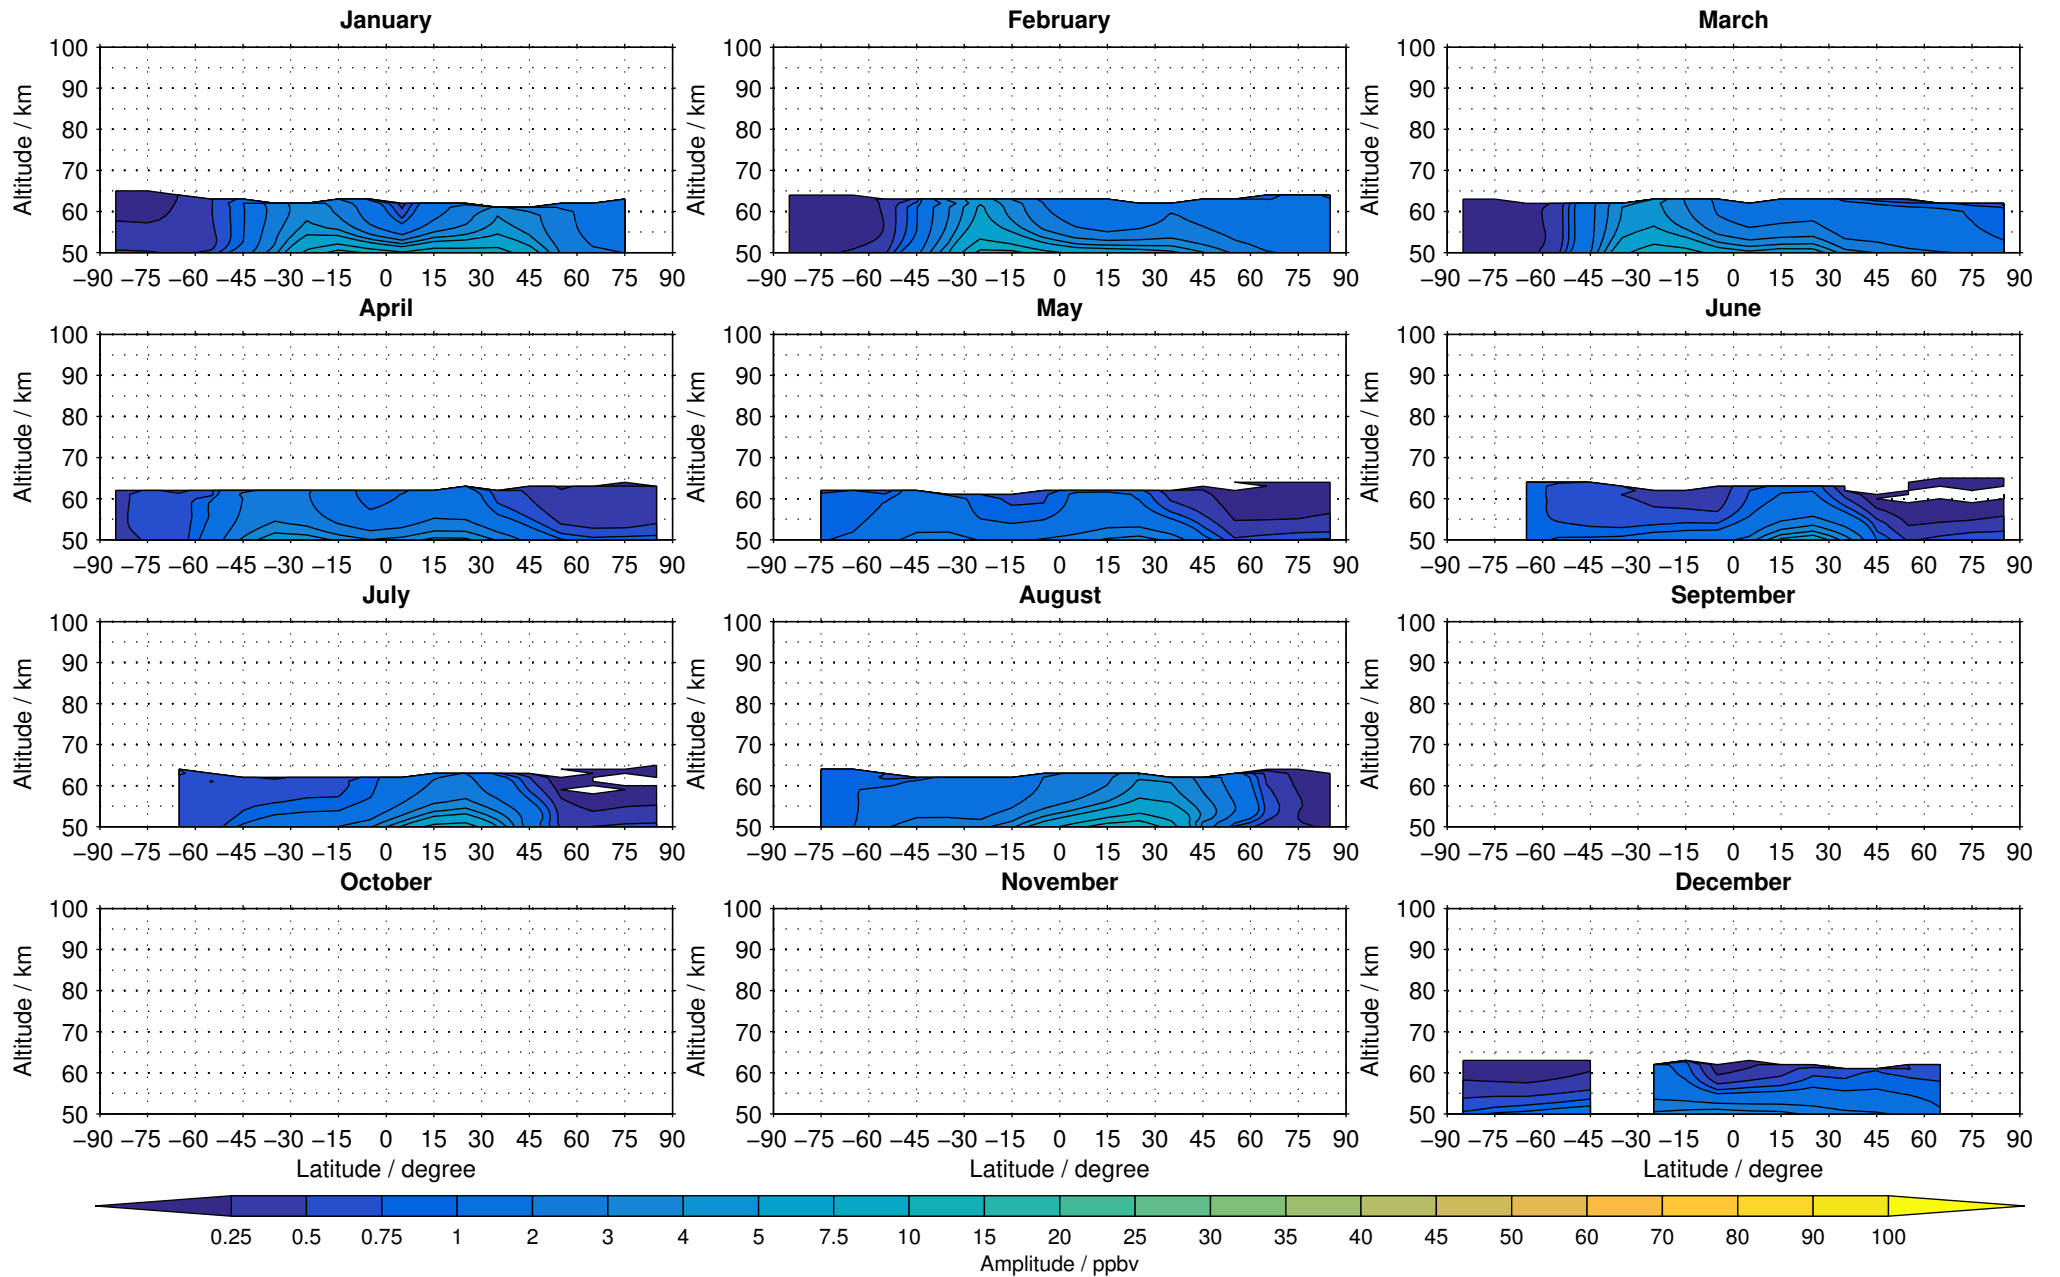 January February March
100 100 100
90 90 90
80 80 80
70 70 70
60 60 60
50 50 50
Altitude / km Altitude / km Altitude / km
−90 −75 −60 −45 −30 −15 0 15 30 45 60 75 90 −90 −75 −60 −45 −30 −15 0 15 30 45 60 75 90 −90 −75 −60 −45 −30 −15 0 15 30 45 60 75 90
April May June
100 100 100
90 90 90
80 80 80
70 70 70
60 60 60
50 50 50
Altitude / km Altitude / km Altitude / km
−90 −75 −60 −45 −30 −15 0 15 30 45 60 75 90 −90 −75 −60 −45 −30 −15 0 15 30 45 60 75 90 −90 −75 −60 −45 −30 −15 0 15 30 45 60 75 90
July August September
100 100 100
90 90 90
80 80 80
70 70 70
60 60 60
50 50 50
Altitude / km Altitude / km Altitude / km
−90 −75 −60 −45 −30 −15 0 15 30 45 60 75 90 −90 −75 −60 −45 −30 −15 0 15 30 45 60 75 90 −90 −75 −60 −45 −30 −15 0 15 30 45 60 75 90
October November December
100 100 100
90 90 90
80 80 80
70 70 70
60 60 60
50 50 50
Altitude / km Altitude / km Altitude / km
−90 −75 −60 −45 −30 −15 0 15 30 45 60 75 90 −90 −75 −60 −45 −30 −15 0 15 30 45 60 75 90 −90 −75 −60 −45 −30 −15 0 15 30 45 60 75 90
Latitude / degree Latitude / degree Latitude / degree
0.25 0.5 0.75 1 2 3 4 5 7.5 10 15 20 25 30 35 40 45 50 60 70 80 90 100
Amplitude / ppbv